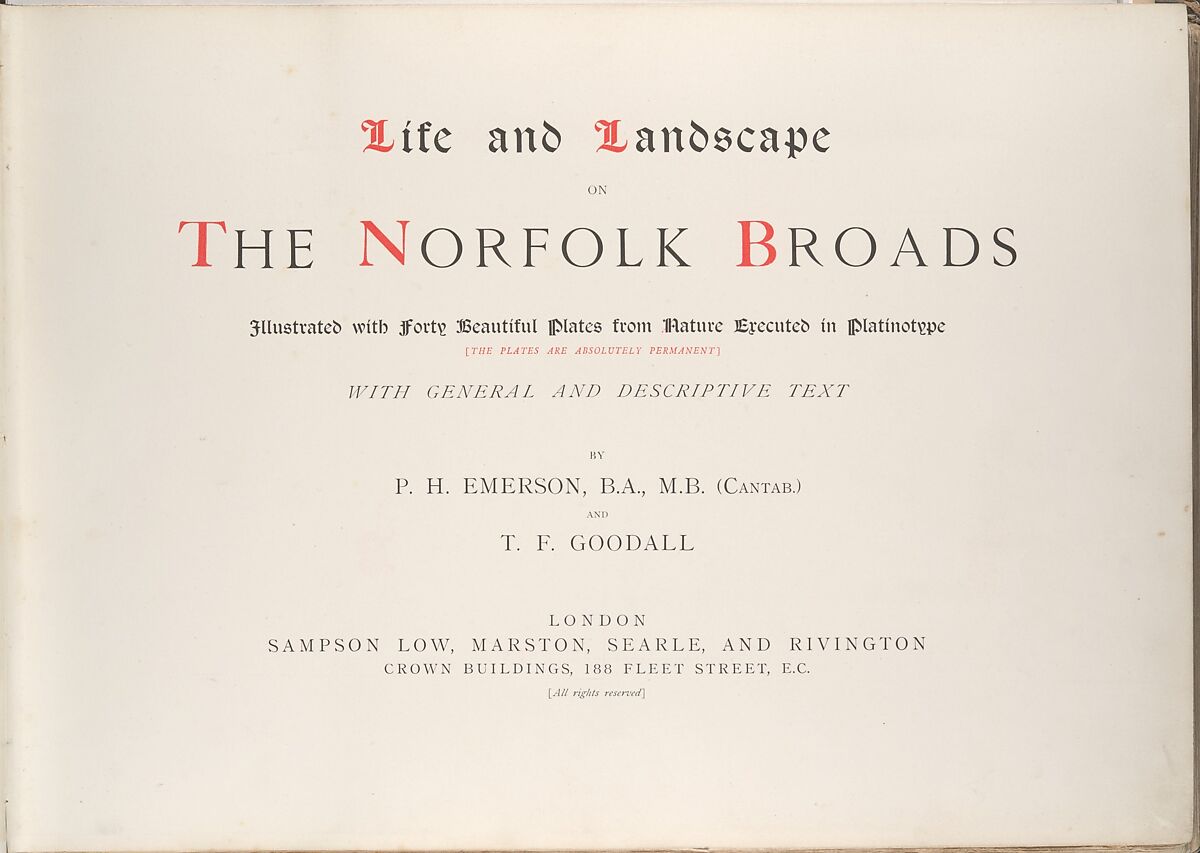 Life and Landscape
ON
THE NORFOLK BROADS
Illustrated with Forty Beautiful Plates from Nature Executed in Platinotype
[THE PLATES ARE ABSOLUTELY PERMANENT]
WITH GENERAL AND DESCRIPTIVE TEXT
BY
P. H. EMERSON, B.A., M.B. (CANTAB.)
AND
T. F. GOODALL
LONDON
SAMPSON LOW, MARSTON, SEARLE, AND RIVINGTON
CROWN BUILDINGS, 188 FLEET STREET, E.C.
[All rights reserved]